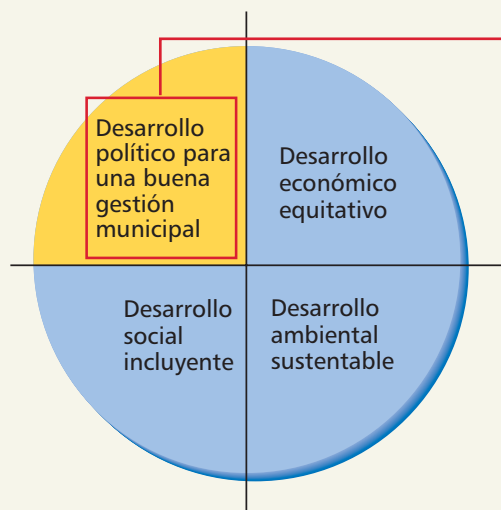 Desarrollo
político para
una buena
gestión
municipal
Desarrollo
económico
equitativo
Desarrollo
social
incluyente
Desarrollo
ambiental
sustentable